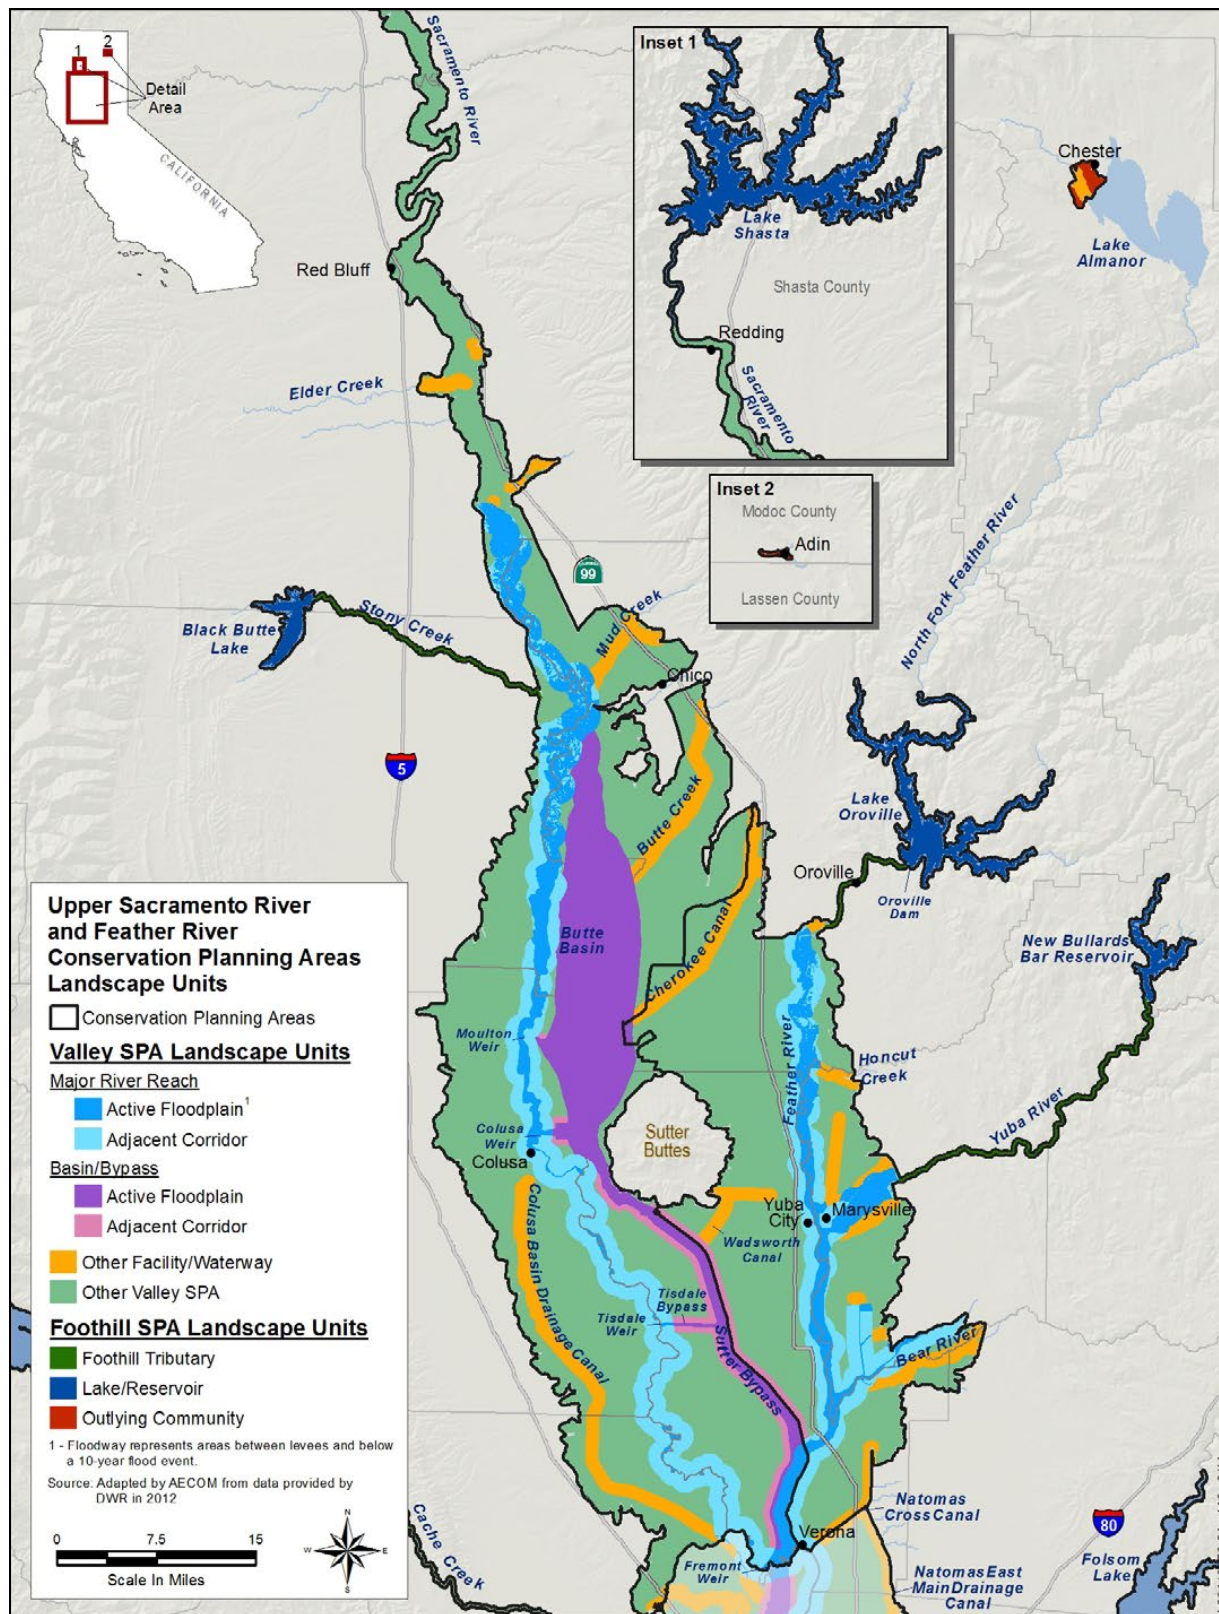 Sacramento River
1
2
Detail
Area
CALIFORNIA
Inset 1
Lake
Shasta
Shasta County
Redding
Sacramento
River
Chester
Lake
Almanor
Red Bluff
Elder Creek
Inset 2
Modoc County
Adin
Lassen County
North Fork Feather River
99
Mud Creek
Stony Creek
Black Butte
Lake
Chico
5
Butte Creek
Lake
Oroville
Oroville
Oroville
Dam
New Bullards
Bar Reservoir
Butte
Basin
Cherokee Canal
Moulton
Weir
Feather River
Honcut
Creek
Yuba River
Colusa
Weir
Colusa
Sutter
Buttes
Colusa Basin Drainage Canal
Yuba
City
Marysville
Wadsworth
Canal
Tisdale
Bypass
Tisdale
Weir
Sutter Bypass
Bear River
Natomas
Cross Canal
Verona
80
Fremont
Weir
Folsom
Lake
Natomas East
Main Drainage
Canal
Cache Creek
Upper Sacramento River
and Feather River
Conservation Planning Areas
Landscape Units
Conservation Planning Areas
Valley SPA Landscape Units
Major River Reach
Active Floodplain1
Adjacent Corridor
Basin/Bypass
Active Floodplain
Adjacent Corridor
Other Facility/Waterway
Other Valley SPA
Foothill SPA Landscape Units
Foothill Tributary
Lake/Reservoir
Outlying Community
1 - Floodway represents areas between levees and below
a 10-year flood event.
Source: Adapted by AECOM from data provided by
DWR in 2012
0 7.5 15
Scale In Miles
N
W E
S